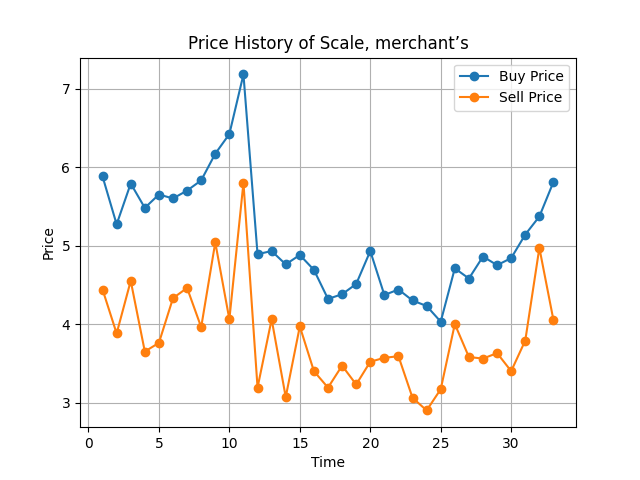 Price History of Scale, merchant’s
Buy Price
Sell Price
7
6
5
4
3
Price
0 5 10 15 20 25 30
Time